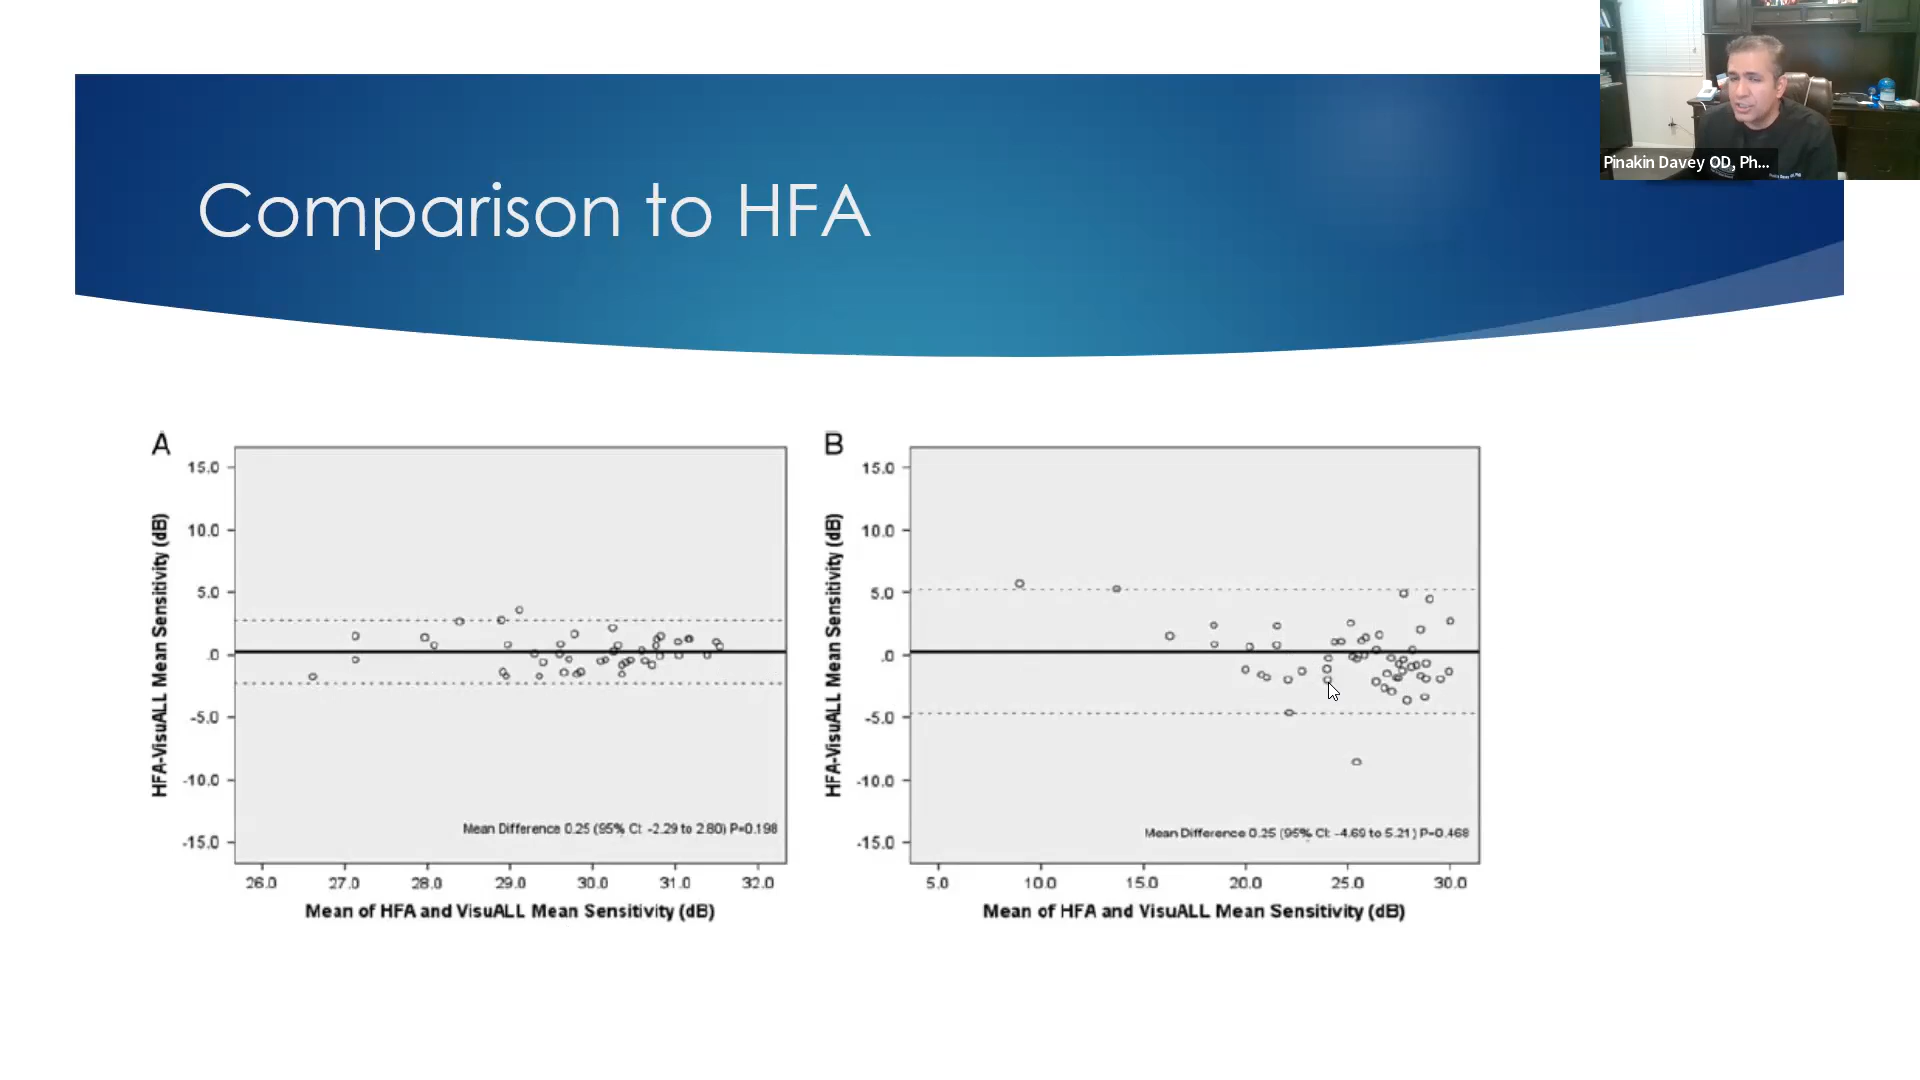 Pinakin Davey OD, Ph...
Comparison to HFA
A
15.0
10.0
5.0
.0
-5.0
-10.0
-15.0
HFA-VisuALL Mean Sensitivity (dB)
Mean Difference 0.25 (95% CI: -2.29 to 2.80) P=0.198
26.0 27.0 28.0 29.0 30.0 31.0 32.0
Mean of HFA and VisuALL Mean Sensitivity (dB)
B
15.0
10.0
5.0
.0
-5.0
-10.0
-15.0
HFA-VisuALL Mean Sensitivity (dB)
Mean Difference 0.25 (95% CI: -4.69 to 5.21) P=0.468
5.0 10.0 15.0 20.0 25.0 30.0
Mean of HFA and VisuALL Mean Sensitivity (dB)